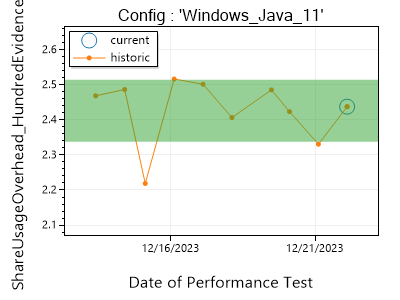 Config : 'Windows_Java_11'
current
historic
2.6
2.5
2.4
2.3
2.2
2.1
ShareUsageOverhead_HundredEvidence
12/16/2023
12/21/2023
Date of Performance Test